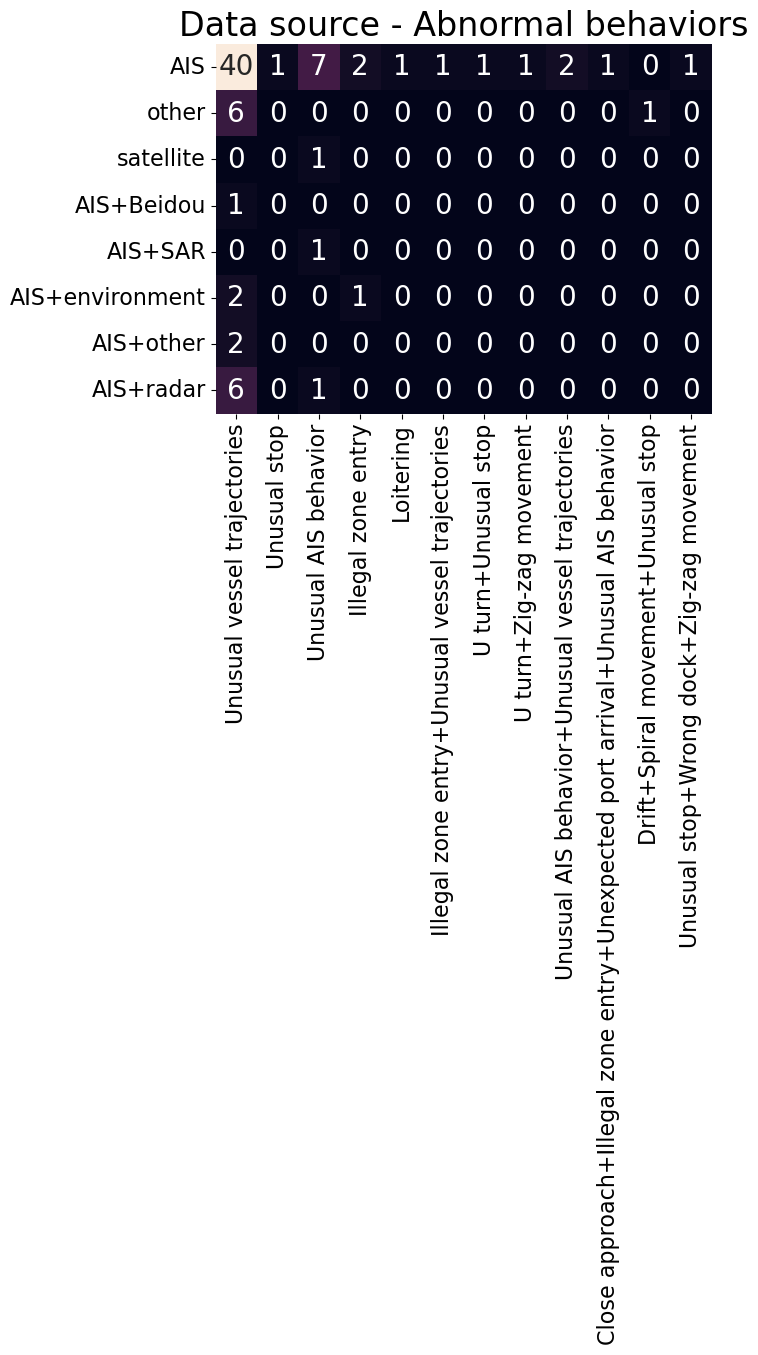 Data source - Abnormal behaviors
AIS 40 1 7 2 1 1 1 1 2 1 0 1
other 6 0 0 0 0 0 0 0 0 0 1 0
satellite 0 0 1 0 0 0 0 0 0 0 0 0
AIS+Beidou 1 0 0 0 0 0 0 0 0 0 0 0
AIS+SAR 0 0 1 0 0 0 0 0 0 0 0 0
AIS+environment 2 0 0 1 0 0 0 0 0 0 0 0
AIS+other 2 0 0 0 0 0 0 0 0 0 0 0
AIS+radar 6 0 1 0 0 0 0 0 0 0 0 0
Unusual vessel trajectories
Unusual stop
Unusual AIS behavior
Illegal zone entry
Loitering
Illegal zone entry+Unusual vessel trajectories
U turn+Unusual stop
U turn+Zig-zag movement
Unusual AIS behavior+Unusual vessel trajectories
Close approach+Illegal zone entry+Unexpected port arrival+Unusual AIS behavior
Drift+Spiral movement+Unusual stop
Unusual stop+Wrong dock+Zig-zag movement